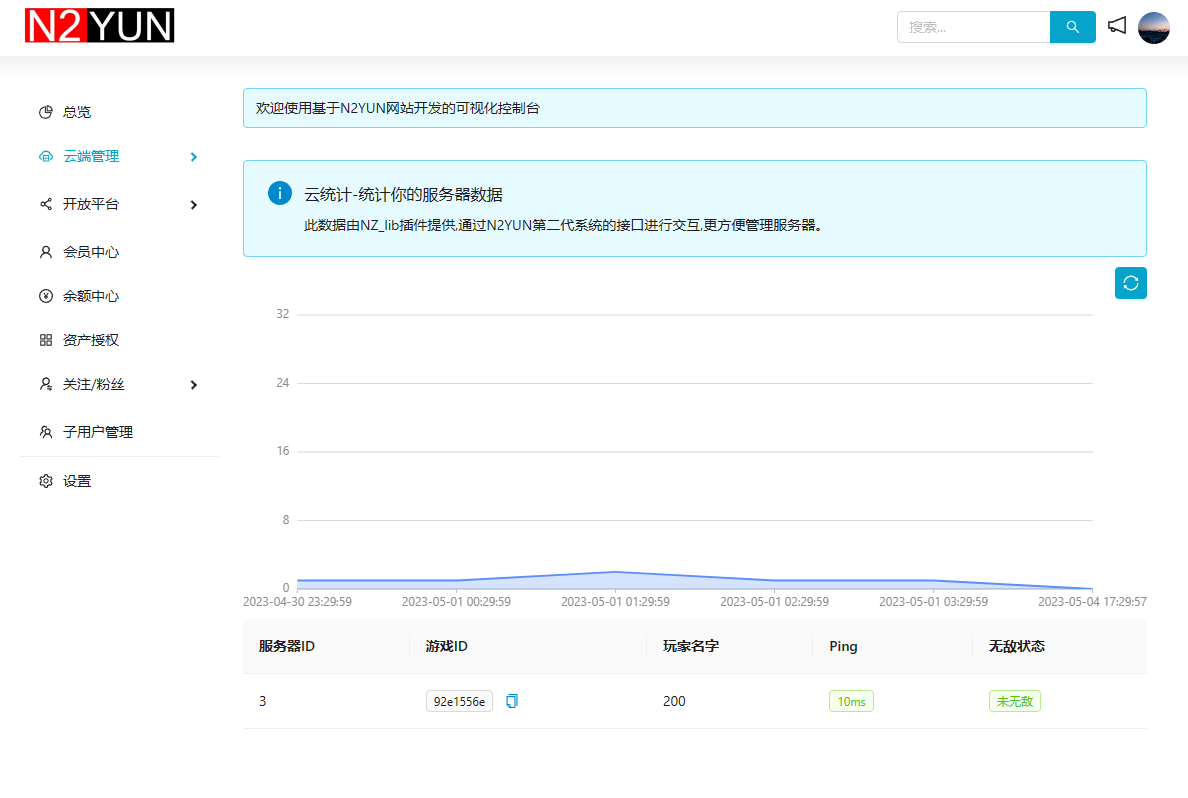 N2YUN
搜索...
总览
云端管理
开放平台
会员中心
余额中心
资产授权
关注/粉丝
子用户管理
设置
欢迎使用基于N2YUN网站开发的可视化控制台
云统计-统计你的服务器数据
此数据由NZ_lib插件提供,通过N2YUN第二代系统的接口进行交互,更方便管理服务器。
32
24
16
8
0
2023-04-30 23:29:59 2023-05-01 00:29:59 2023-05-01 01:29:59 2023-05-01 02:29:59 2023-05-01 03:29:59 2023-05-04 17:29:57
服务器ID 游戏ID 玩家名字 Ping 无敌状态
3 92e1556e 200 10ms 未无敌